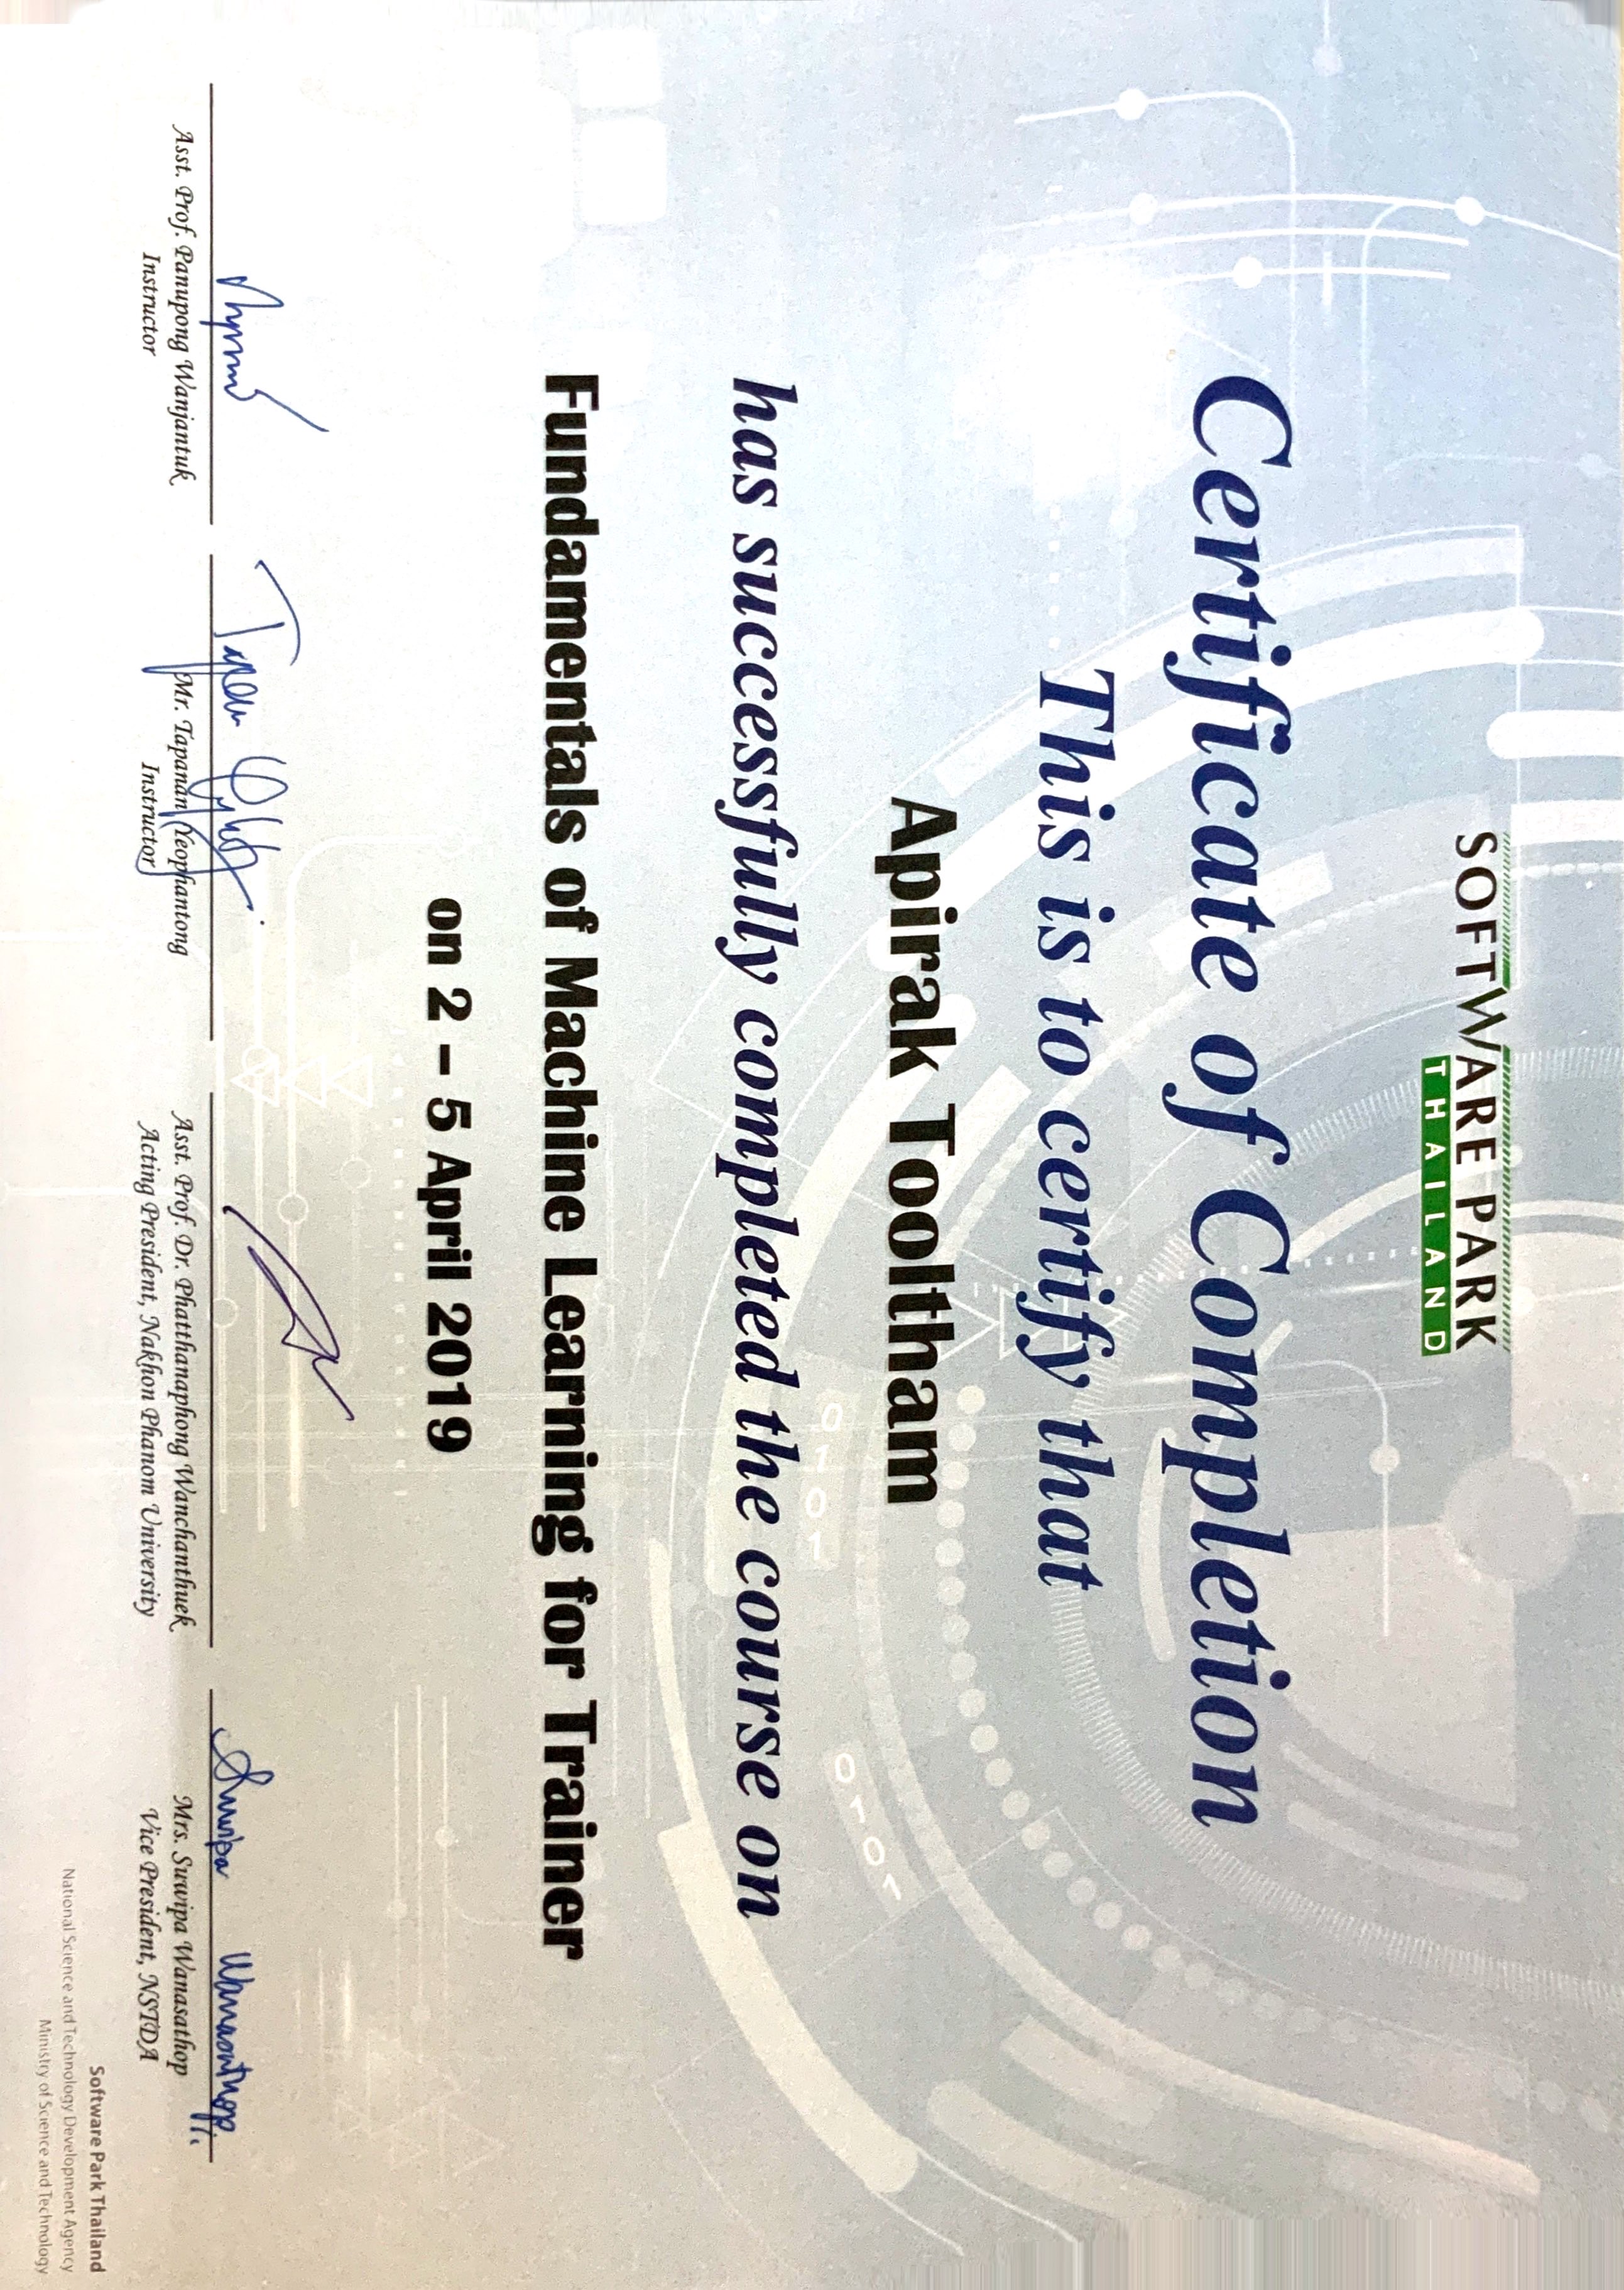 SOFTWARE PARK
THAILAND
Certificate of Completion
This is to certify that
Apirak Tooltham
has successfully completed the course on
Fundamentals of Machine Learning for Trainer
on 2 – 5 April 2019
0101
0101
Asst. Prof. Panupong Wanjantuk
Instructor
Mr. Tapanan Yeophantong
Instructor
Asst. Prof. Dr. Phatthanaphong Wanchanthuek
Acting President, Nakhon Phanom University
Suwipa Wanasathop
Mrs. Suwipa Wanasathop
Vice President, NSTDA
Software Park Thailand
National Science and Technology Development Agency
Ministry of Science and Technology